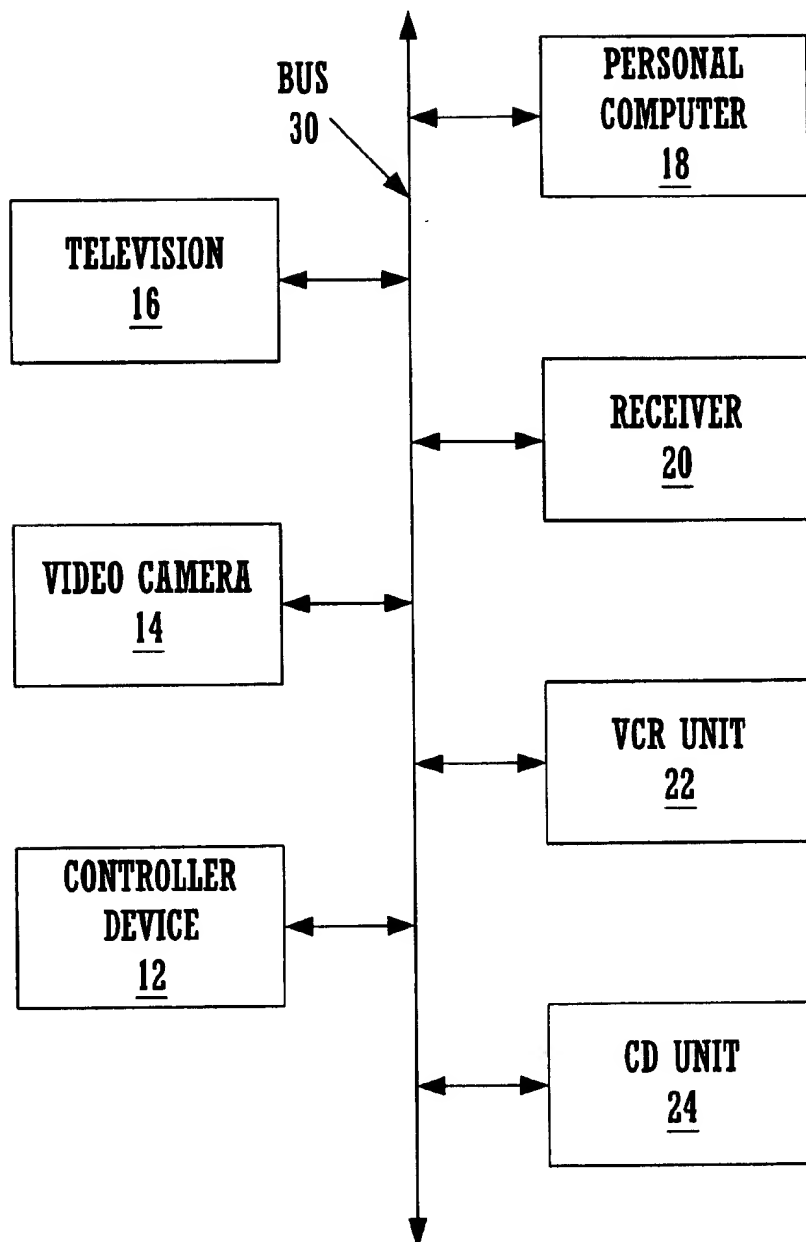 BUS
30
PERSONAL
COMPUTER
18
TELEVISION
16
RECEIVER
20
VIDEO CAMERA
14
VCR UNIT
22
CONTROLLER
DEVICE
12
CD UNIT
24